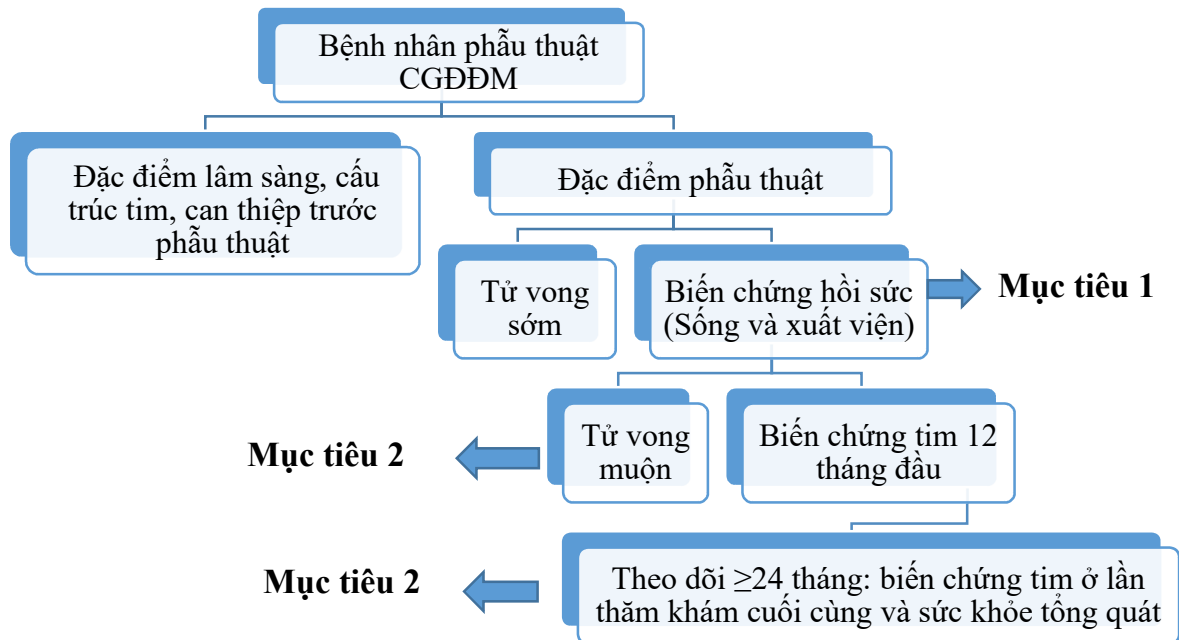 Bệnh nhân phẫu thuật
CGĐĐM
Đặc điểm lâm sàng, cấu
trúc tim, can thiệp trước
phẫu thuật
Đặc điểm phẫu thuật
Tử vong
sớm
Biến chứng hồi sức
(Sống và xuất viện)
Mục tiêu 1
Mục tiêu 2
Tử vong
muộn
Biến chứng tim 12
tháng đầu
Mục tiêu 2
Theo dõi ≥24 tháng: biến chứng tim ở lần
thăm khám cuối cùng và sức khỏe tổng quát